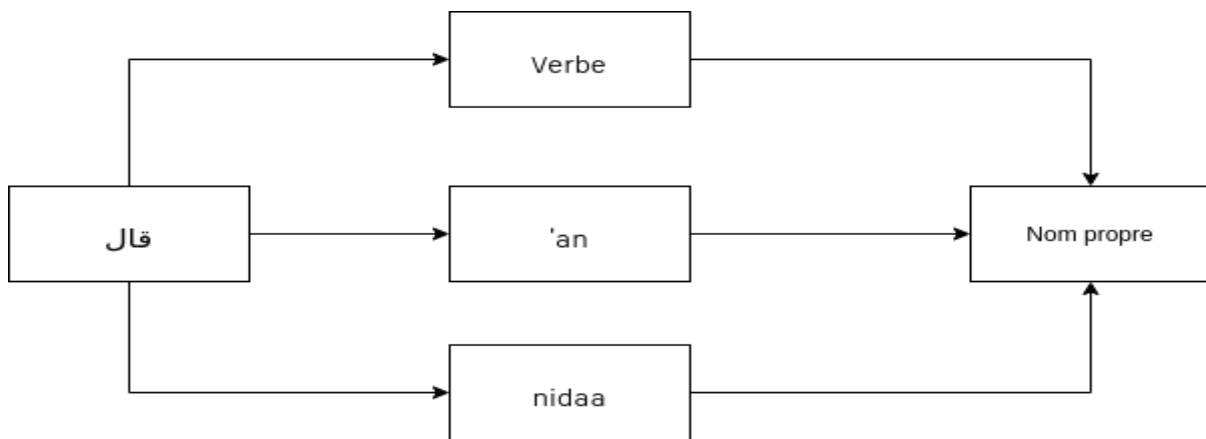 Verbe
قال
'an
Nom propre
nidaa